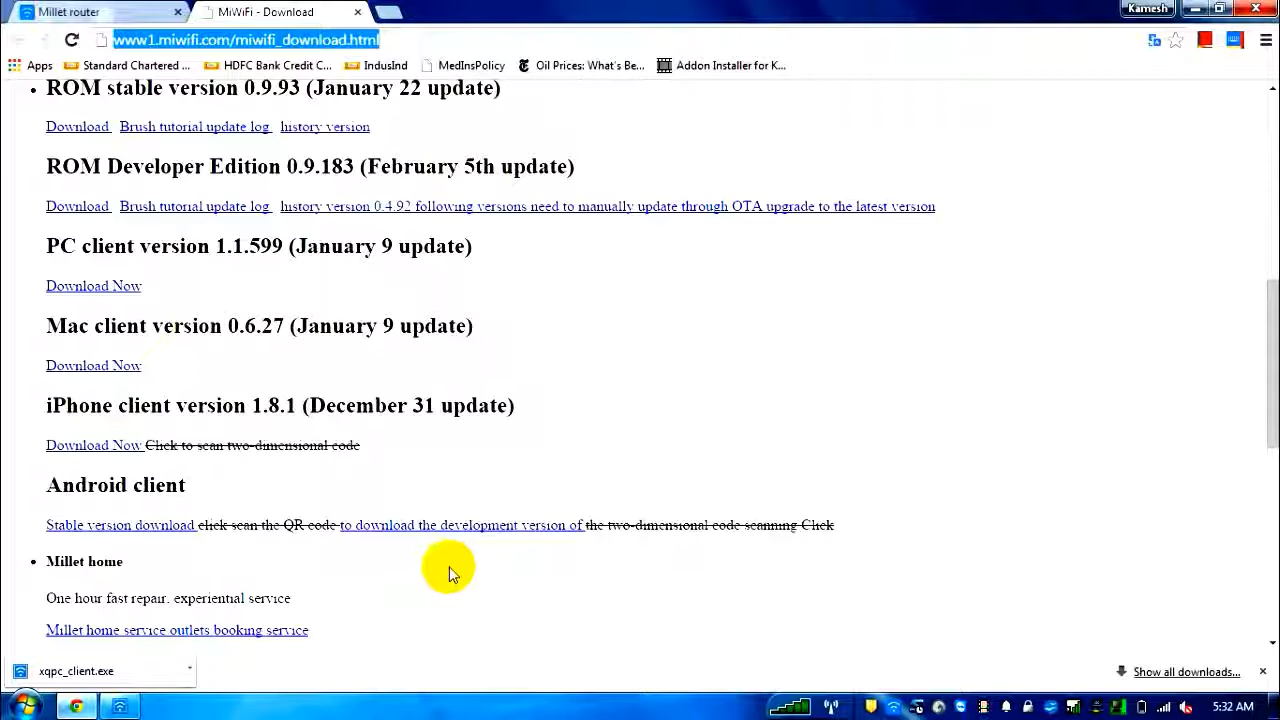 Millet router
MiWiFi - Download
Kamesh
www1.miwifi.com/miwifi_download.html
Apps
Standard Chartered ...
HDFC Bank Credit C...
IndusInd
MedInsPolicy
Oil Prices: What's Be...
Addon Installer for K...
ROM stable version 0.9.93 (January 22 update)
Download Brush tutorial update log history version
ROM Developer Edition 0.9.183 (February 5th update)
Download Brush tutorial update log history version 0.4.92 following versions need to manually update through OTA upgrade to the latest version
PC client version 1.1.599 (January 9 update)
Download Now
Mac client version 0.6.27 (January 9 update)
Download Now
iPhone client version 1.8.1 (December 31 update)
Download Now Click to scan two-dimensional code
Android client
Stable version download click scan the QR code to download the development version of the two-dimensional code scanning Click
Millet home
One hour fast repair. experiential service
Millet home service outlets booking service
xqpc_client.exe
Show all downloads...
5:32 AM